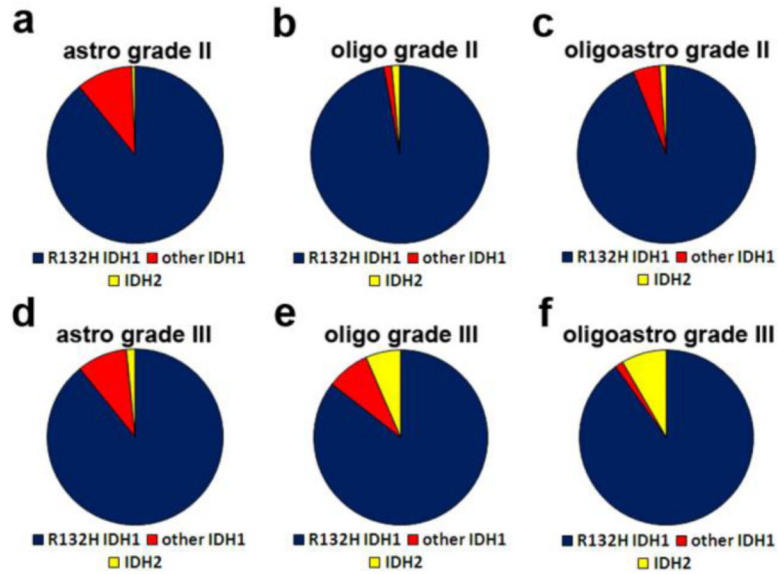 a
astro grade II
R132H IDH1 other IDH1
IDH2
b
oligo grade II
R132H IDH1 other IDH1
IDH2
c
oligoastro grade II
R132H IDH1 other IDH1
IDH2
d
astro grade III
R132H IDH1 other IDH1
IDH2
e
oligo grade III
R132H IDH1 other IDH1
IDH2
f
oligoastro grade III
R132H IDH1 other IDH1
IDH2